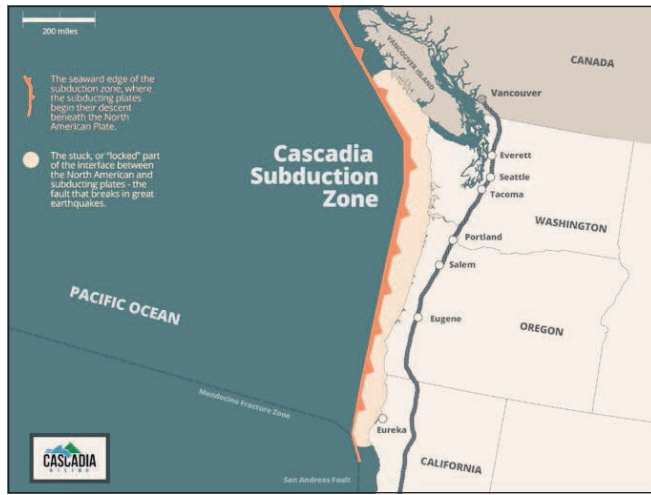 200 miles
The seaward edge of the
subduction zone, where
the subducting plates
begin their descent
beneath the North
American Plate.
The stuck, or "locked" part
of the interface between
the North American and
subducting plates - the
fault that breaks in great
earthquakes.
Cascadia
Subduction
Zone
PACIFIC OCEAN
Mendocino Fracture Zone
San Andreas Fault
VANCOUVER ISLAND
CANADA
Vancouver
Everett
Seattle
Tacoma
WASHINGTON
Portland
Salem
Eugene
OREGON
Eureka
CALIFORNIA
CASCADIA